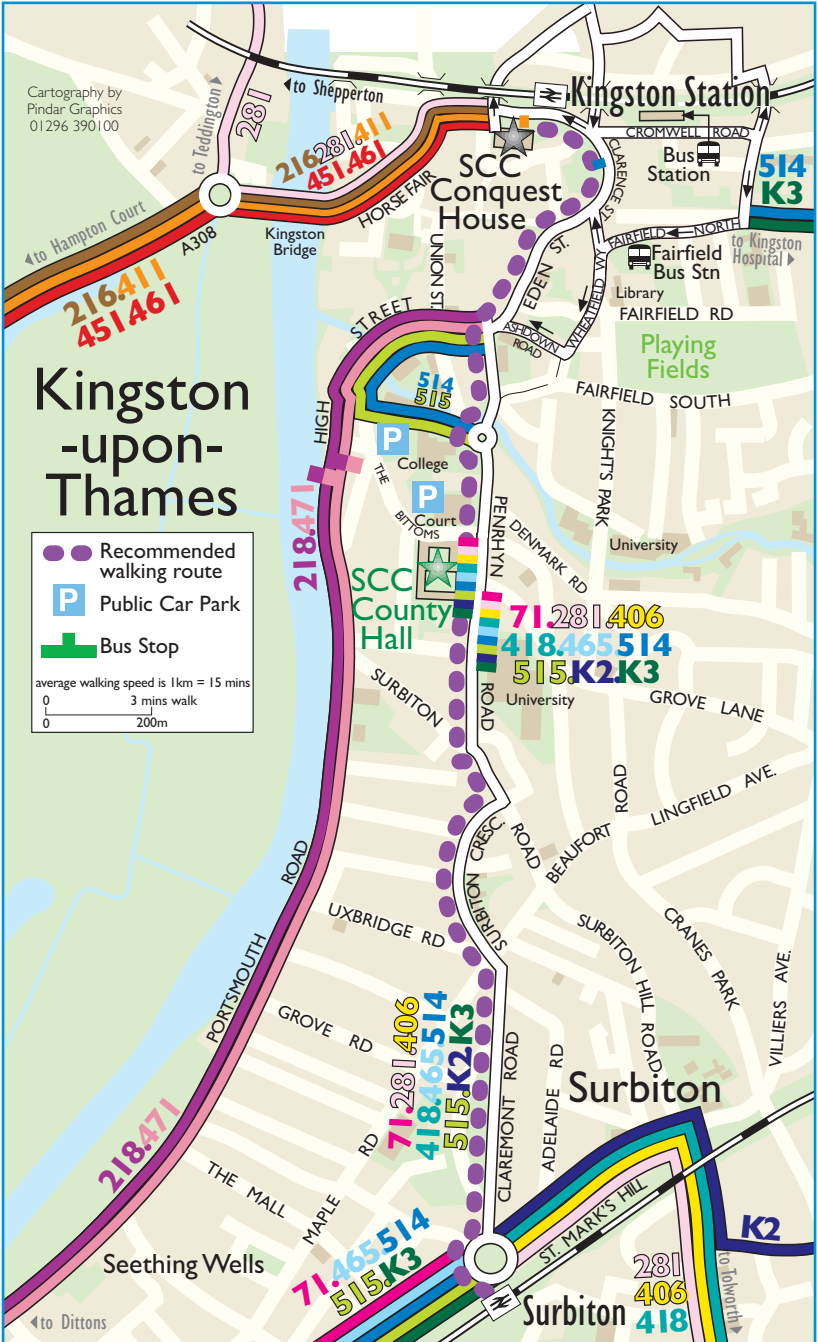 Cartography by
Pindar Graphics
01296 390100
to Teddington
281
to Shepperton
Kingston Station
CROMWELL ROAD
Bus
Station
514
K3
216.281.411
451.461
HORSE FAIR
SCC
Conquest
House
CLARENCE ST.
to Hampton Court
A308
Kingston
Bridge
UNION ST
EDEN ST.
FAIRFIELD NORTH
to Kingston
Hospital
Fairfield
Bus Stn
216.411
451.461
WHEATFIELD WY
Library
FAIRFIELD RD
ASHDOWN
ROAD
Playing
Fields
HIGH STREET
514
515
Kingston
-upon-
Thames
FAIRFIELD SOUTH
KNIGHT'S PARK
P
College
THE BITTOMS
P
Court
PENRHYN ROAD
DENMARK RD
University
218.471
Recommended
walking route
P
Public Car Park
Bus Stop
average walking speed is 1km = 15 mins
0 3 mins walk
0 200m
SCC
County
Hall
71.281.406
418.465.514
515.K2.K3
SURBITON ROAD
University
GROVE LANE
LINGFIELD AVE.
BEAUFORT ROAD
SURBITON CRESC.
PORTSMOUTH ROAD
UXBRIDGE RD
SURBITON HILL ROAD
CRANES PARK
VILLIERS AVE.
GROVE RD
71.281.406
418.465.514
515.K2.K3
CLAREMONT ROAD
ADELAIDE RD
Surbiton
218.471
THE MALL
MAPLE RD
ST. MARK'S HILL
K2
Seething Wells
71.465.514
515.K3
281
406
418
to Tolworth
to Dittons
Surbiton